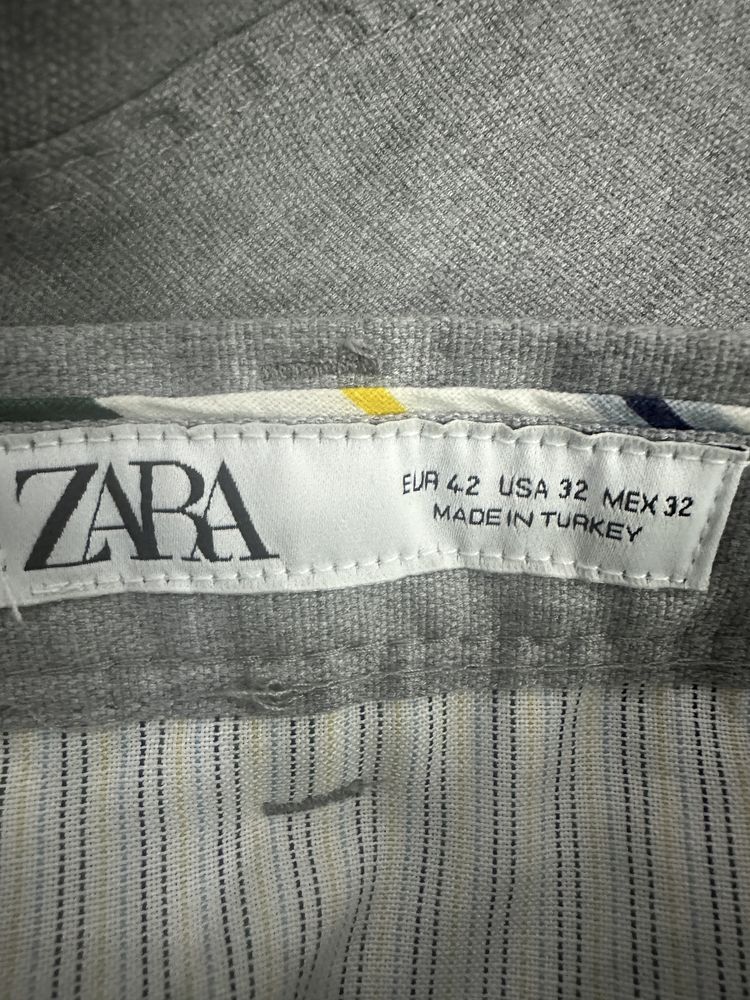 ZARA
EUR 42 USA 32 MEX 32
MADE IN TURKEY